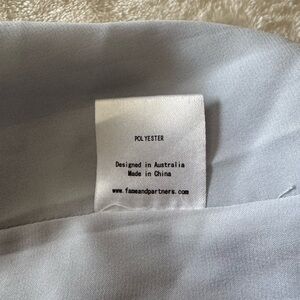 POLYESTER
Designed in Australia
Made in China
www.fameandpartners.com